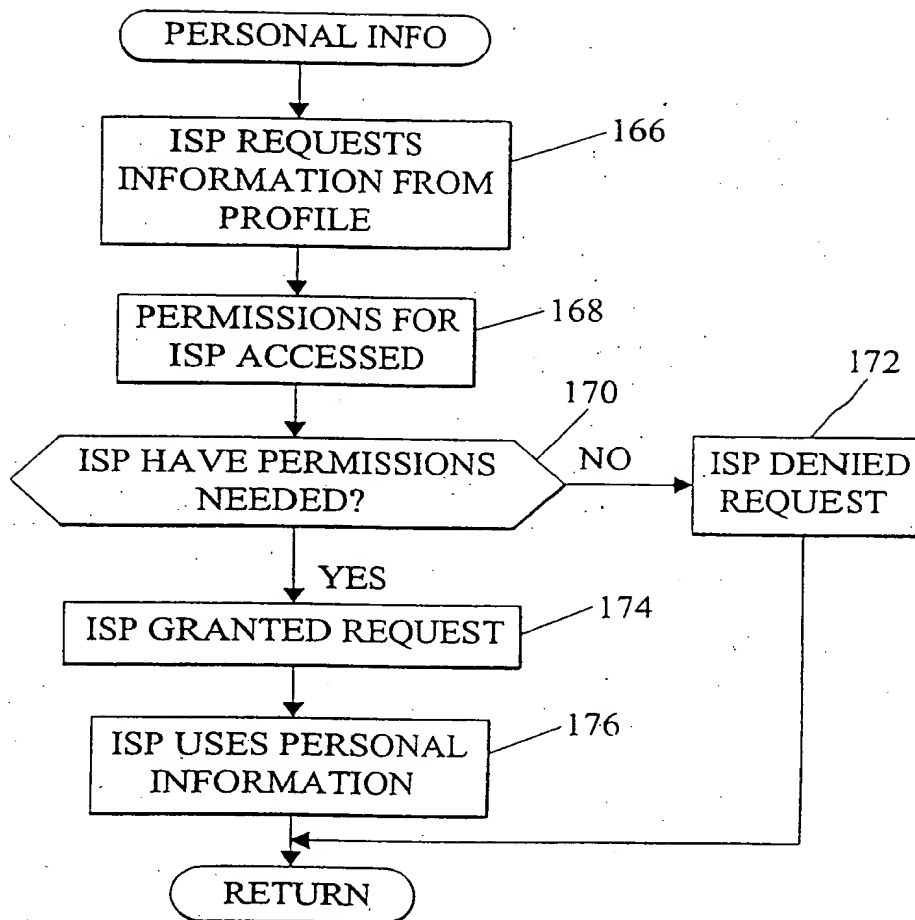 PERSONAL INFO
ISP REQUESTS
INFORMATION FROM
PROFILE
166
PERMISSIONS FOR
ISP ACCESSED
168
170
ISP HAVE PERMISSIONS
NEEDED?
NO
172
ISP DENIED
REQUEST
YES
ISP GRANTED REQUEST
174
ISP USES PERSONAL
INFORMATION
176
RETURN